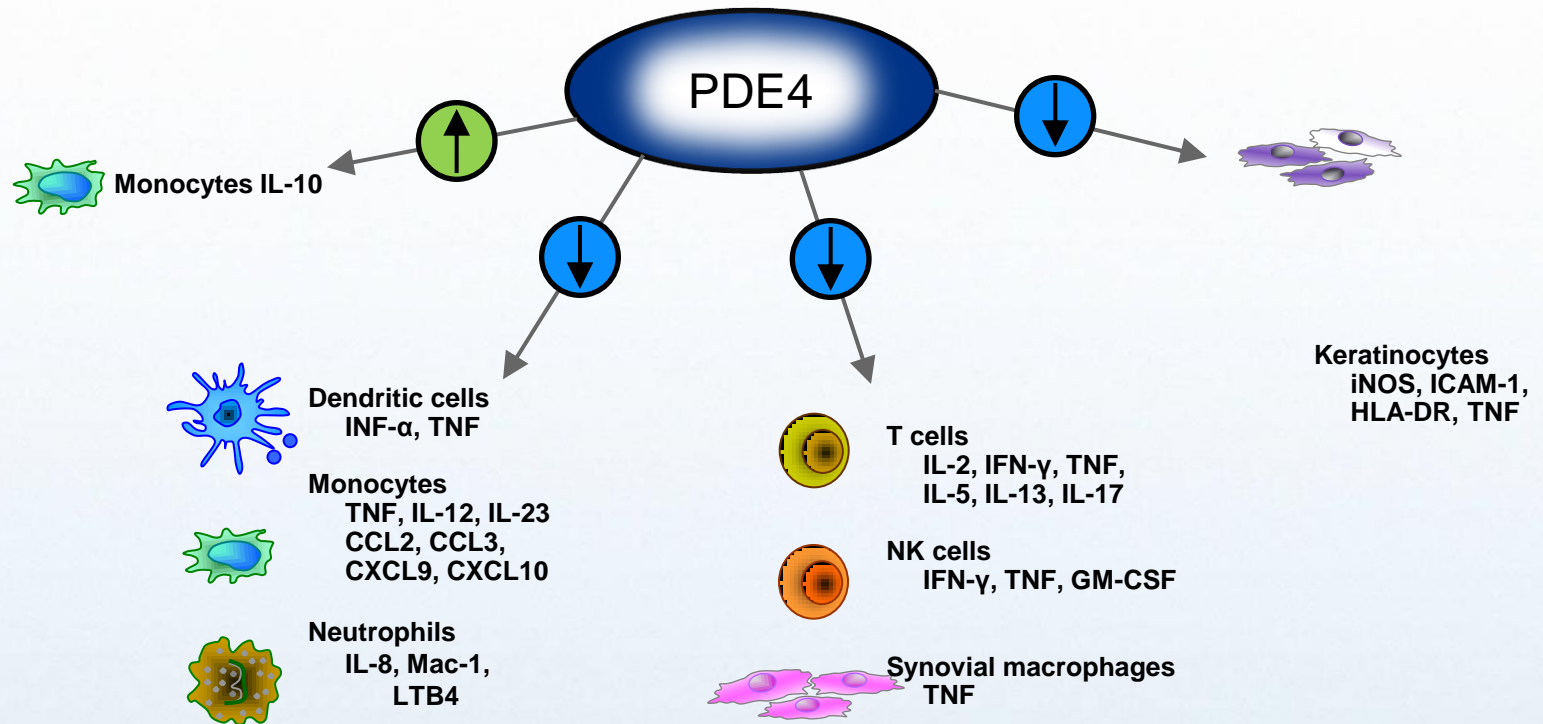 PDE4
Monocytes IL-10
Dendritic cells
INF-α, TNF
Monocytes
TNF, IL-12, IL-23
CCL2, CCL3,
CXCL9, CXCL10
Neutrophils
IL-8, Mac-1,
LTB4
T cells
IL-2, IFN-γ, TNF,
IL-5, IL-13, IL-17
NK cells
IFN-γ, TNF, GM-CSF
Synovial macrophages
TNF
Keratinocytes
iNOS, ICAM-1,
HLA-DR, TNF